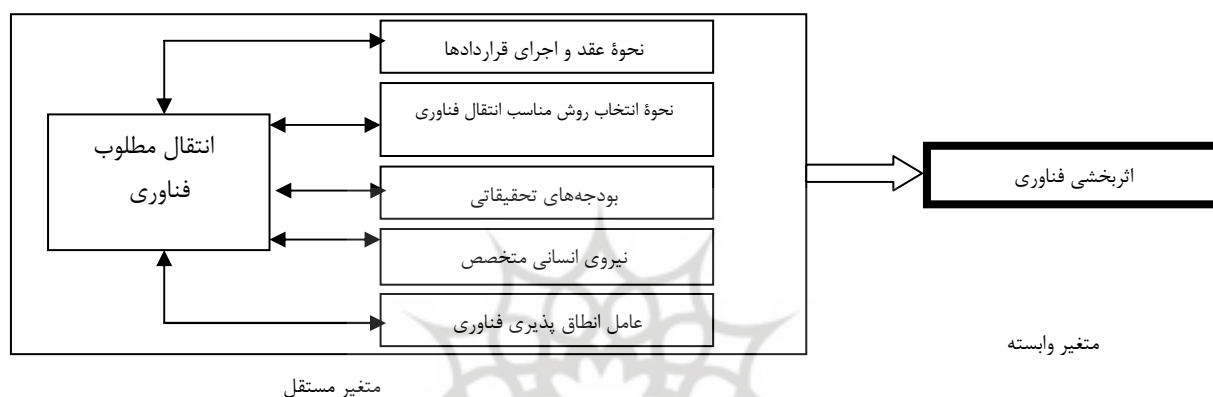 نحوهٔ عقد و اجرای قراردادها
نحوهٔ انتخاب روش مناسب انتقال فناوری
انتقال مطلوب
فناوری
بودجه‌های تحقیقاتی
نیروی انسانی متخصص
عامل انطاق پذیری فناوری
اثربخشی فناوری
متغیر وابسته
متغیر مستقل